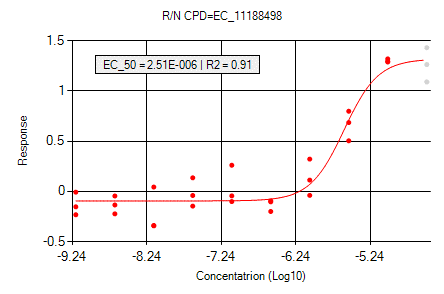 R/N CPD=EC_11188498
EC_50 = 2.51E-006 | R2 = 0.91
Response
1.5
1
0.5
0
-0.5
-9.24 -8.24 -7.24 -6.24 -5.24
Concentatrion (Log10)